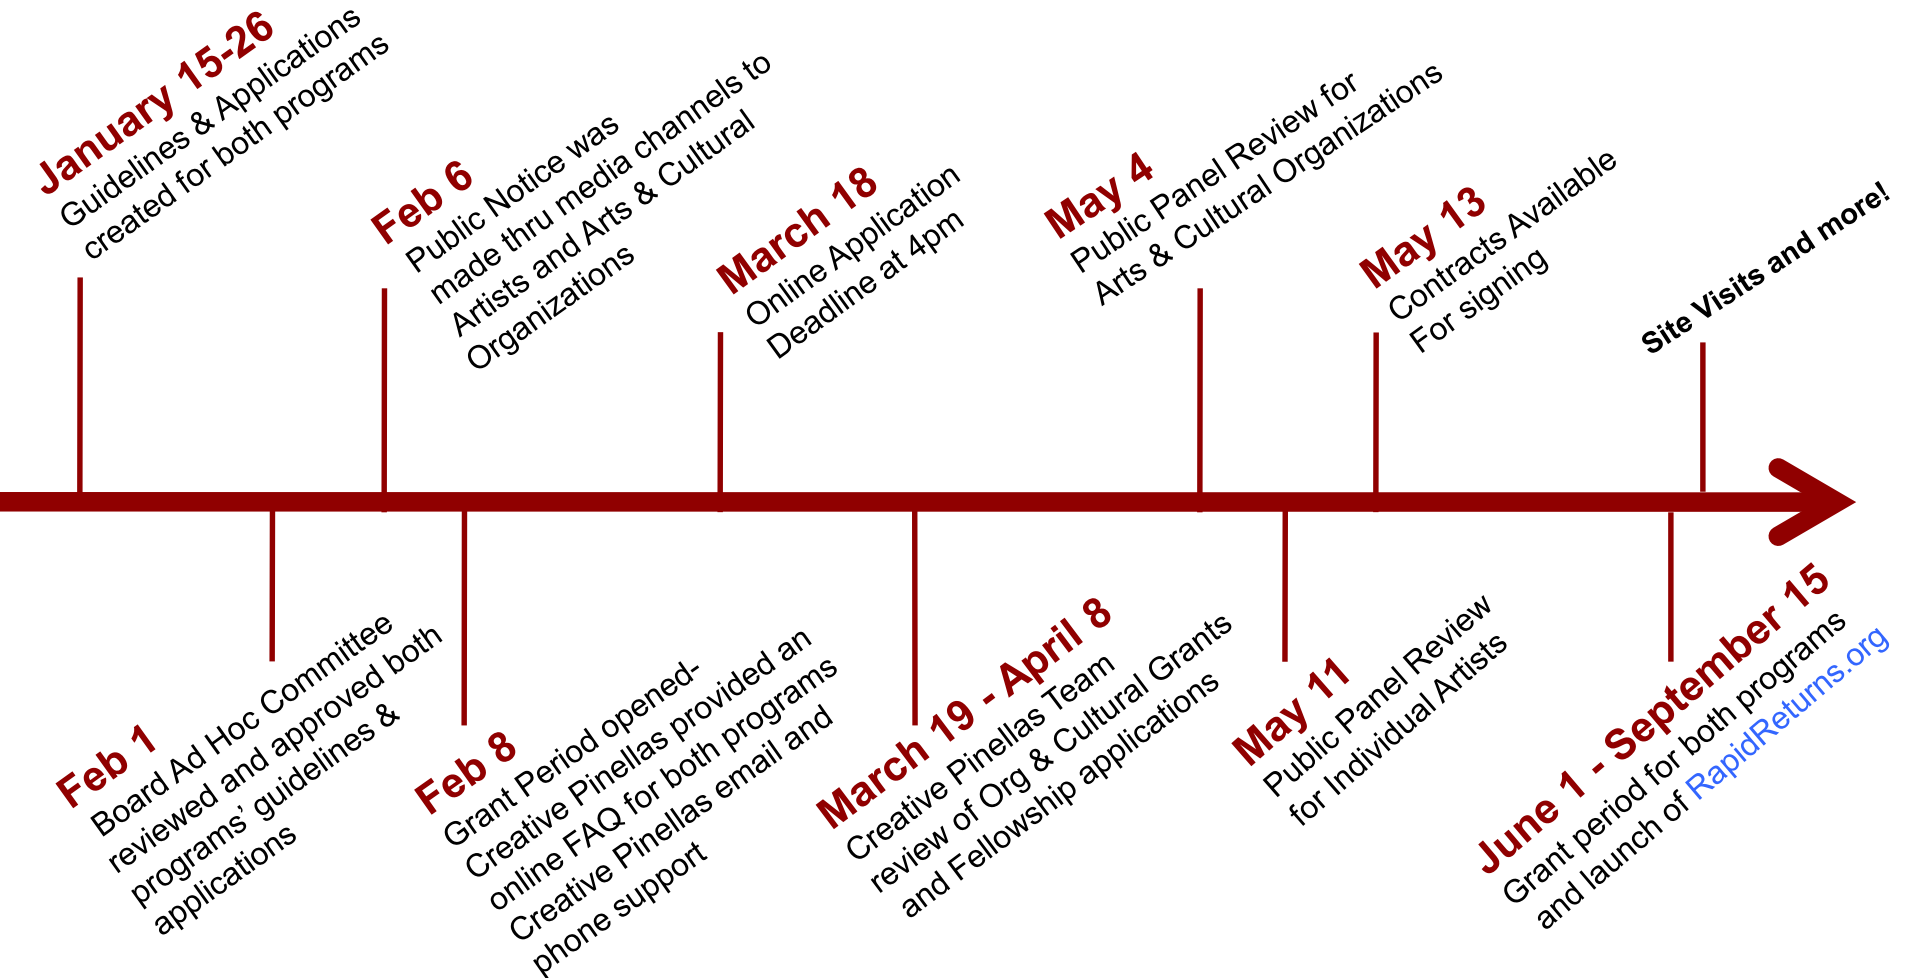 January 15-26
Guidelines & Applications
created for both programs
Feb 1
Board Ad Hoc Committee
reviewed and approved both
programs’ guidelines &
applications
Feb 6
Public Notice was
made thru media channels to
Artists and Arts & Cultural
Organizations
Feb 8
Grant Period opened-
Creative Pinellas provided an
online FAQ for both programs
Creative Pinellas email and
phone support
March 18
Online Application
Deadline at 4pm
March 19 - April 8
Creative Pinellas Team
review of Org & Cultural Grants
and Fellowship applications
May 4
Public Panel Review for
Arts & Cultural Organizations
May 11
Public Panel Review
for Individual Artists
May 13
Contracts Available
For signing
June 1 - September 15
Grant period for both programs
and launch of RapidReturns.org
Site Visits and more!